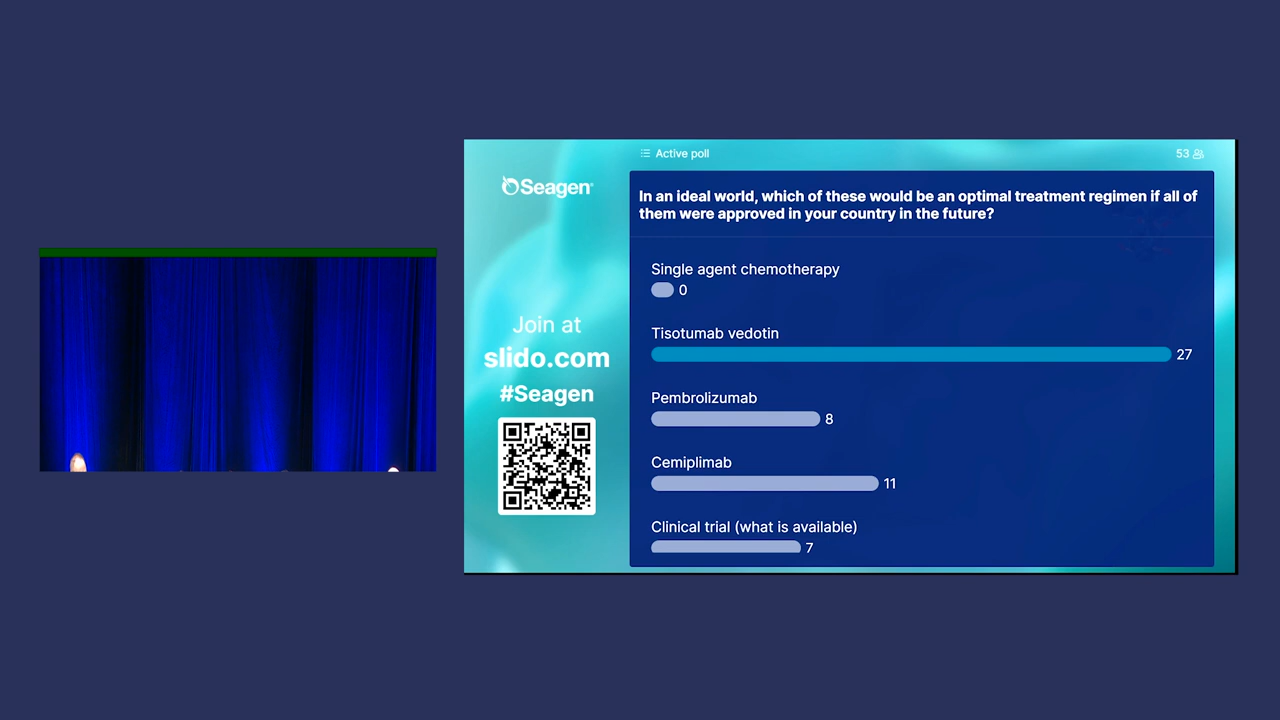 Seagen
Join at
slido.com
#Seagen
Active poll
53
In an ideal world, which of these would be an optimal treatment regimen if all of
them were approved in your country in the future?
Single agent chemotherapy
0
Tisotumab vedotin
27
Pembrolizumab
8
Cemiplimab
11
Clinical trial (what is available)
7